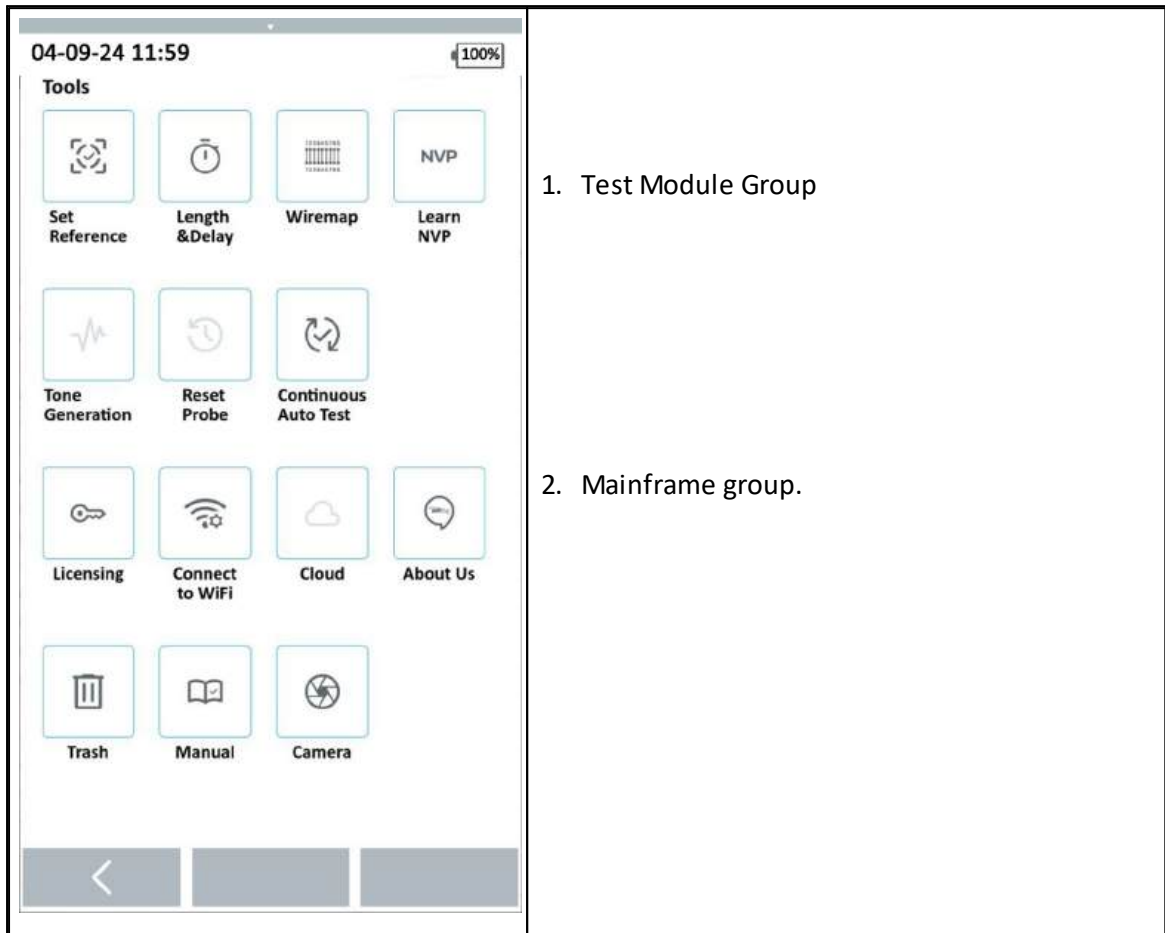 04-09-24 11:59
100%
Tools
NVP
Set Reference
Length &Delay
Wiremap
Learn NVP
Tone Generation
Reset Probe
Continuous Auto Test
Licensing
Connect to WiFi
Cloud
About Us
Trash
Manual
Camera
1. Test Module Group
2. Mainframe group.